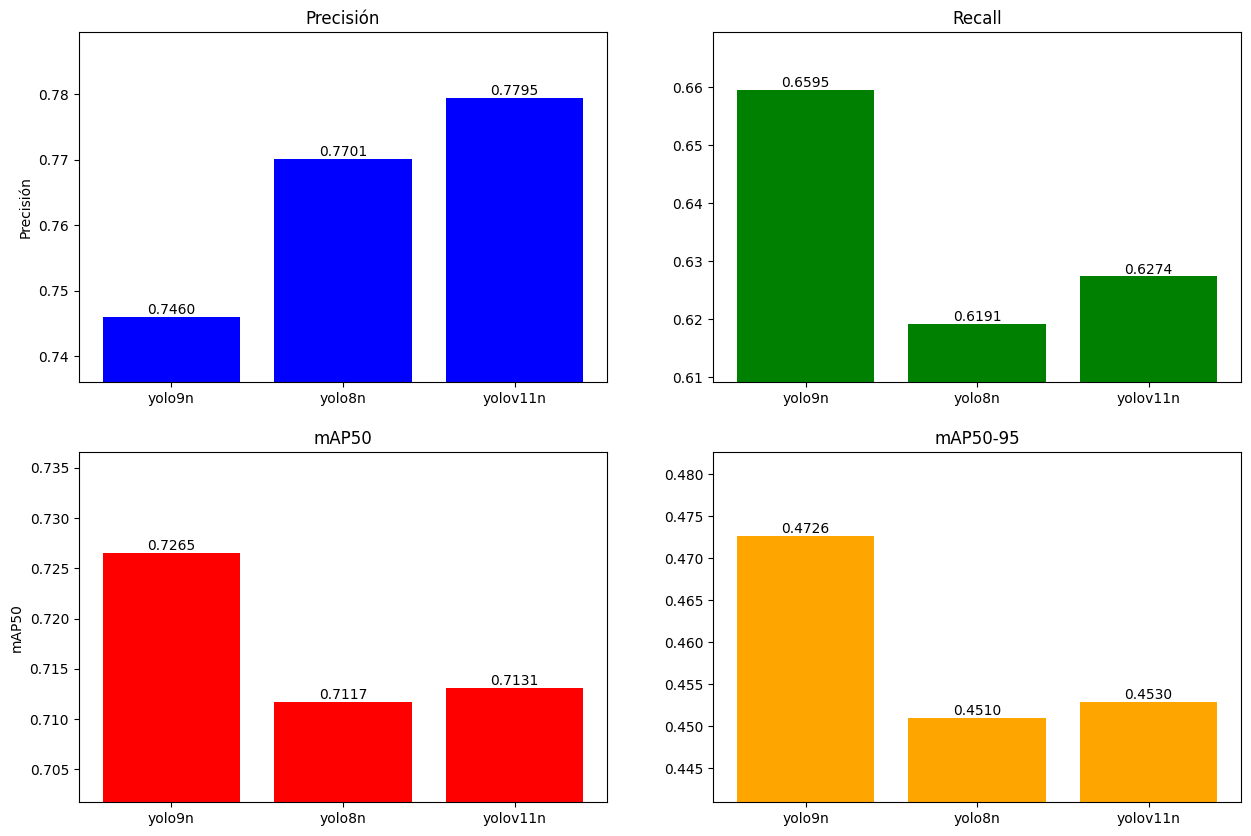 Precisión
Precisión
0.78
0.77
0.76
0.75
0.74
0.7460
0.7701
0.7795
yolo9n
yolo8n
yolov11n
Recall
0.66
0.65
0.64
0.63
0.62
0.61
0.6595
0.6191
0.6274
yolo9n
yolo8n
yolov11n
mAP50
mAP50
0.735
0.730
0.725
0.720
0.715
0.710
0.705
0.7265
0.7117
0.7131
yolo9n
yolo8n
yolov11n
mAP50-95
0.480
0.475
0.470
0.465
0.460
0.455
0.450
0.445
0.4726
0.4510
0.4530
yolo9n
yolo8n
yolov11n